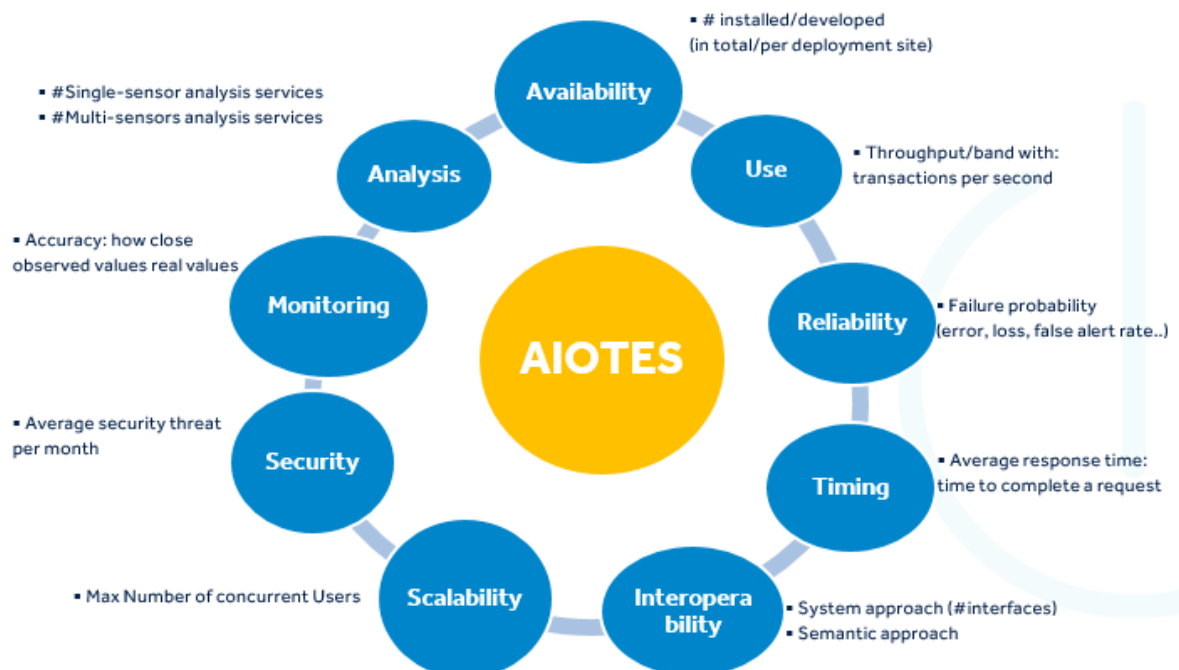 ▪ # installed/developed
(in total/per deployment site)
Availability
▪ #Single-sensor analysis services
▪ #Multi-sensors analysis services
Analysis
Use
▪ Throughput/band with:
transactions per second
▪ Accuracy: how close
observed values real values
Monitoring
Reliability
▪ Failure probability
(error, loss, false alert rate..)
AIOTES
▪ Average security threat
per month
Security
Timing
▪ Average response time:
time to complete a request
▪ Max Number of concurrent Users
Scalability
Interopera
bility
▪ System approach (#interfaces)
▪ Semantic approach